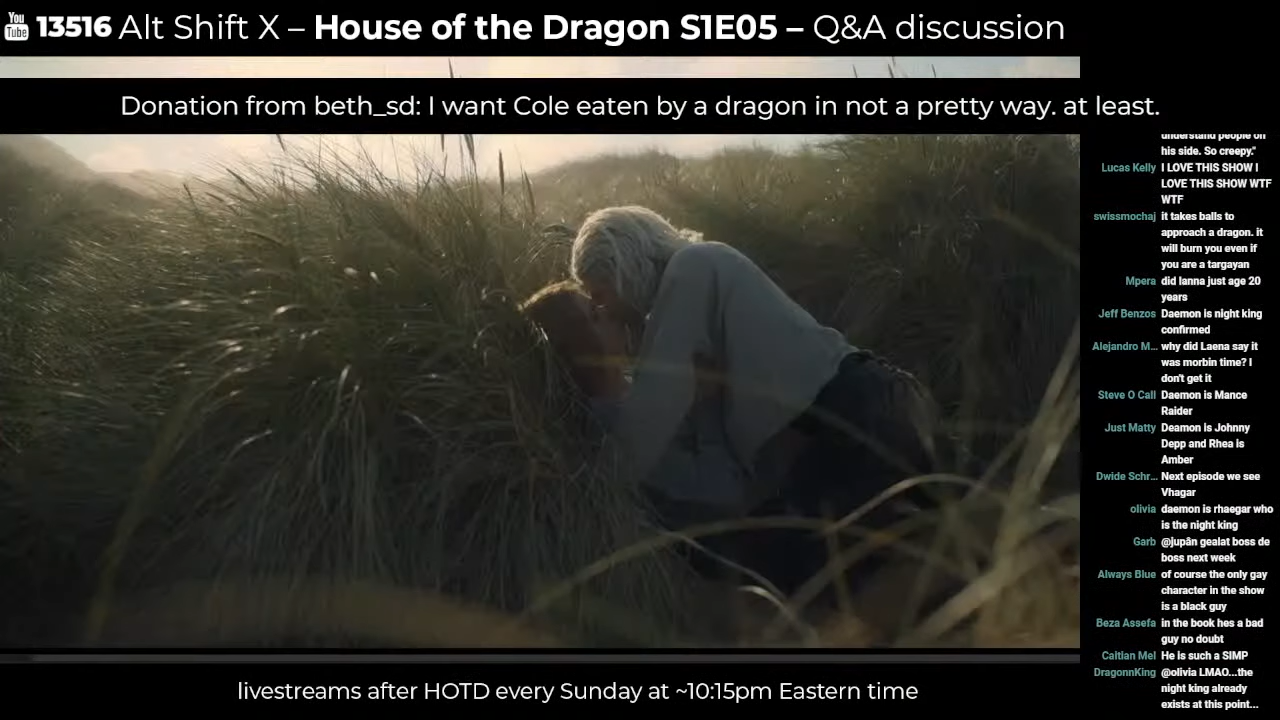 You
Tube
13516 Alt Shift X – House of the Dragon S1E05 – Q&A discussion
Donation from beth_sd: I want Cole eaten by a dragon in not a pretty way. at least.
understand people on
his side. So creepy."
Lucas Kelly I LOVE THIS SHOW I
LOVE THIS SHOW WTF
WTF
swissmochaj it takes balls to
approach a dragon. it
will burn you even if
you are a targayan
Mpera did lanna just age 20
years
Jeff Benzos Daemon is night king
confirmed
Alejandro M... why did Laena say it
was morbin time? I
don't get it
Steve O Call Daemon is Mance
Raider
Just Matty Deamon is Johnny
Depp and Rhea is
Amber
Dwide Schr... Next episode we see
Vhagar
olivia daemon is rhaegar who
is the night king
Garb @jupân gealat boss de
boss next week
Always Blue of course the only gay
character in the show
is a black guy
Beza Assefa in the book hes a bad
guy no doubt
Caitian Mel He is such a SIMP
DragonnKing @olivia LMAO...the
night king already
exists at this point...
livestreams after HOTD every Sunday at ~10:15pm Eastern time